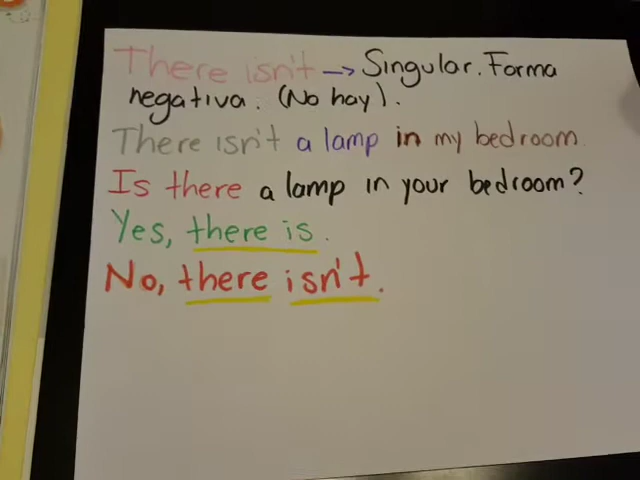 There isn't → Singular. Forma
negativa. (No hay).
There isn't a lamp in my bedroom.
Is there a lamp in your bedroom?
Yes, there is.
No, there isn't.